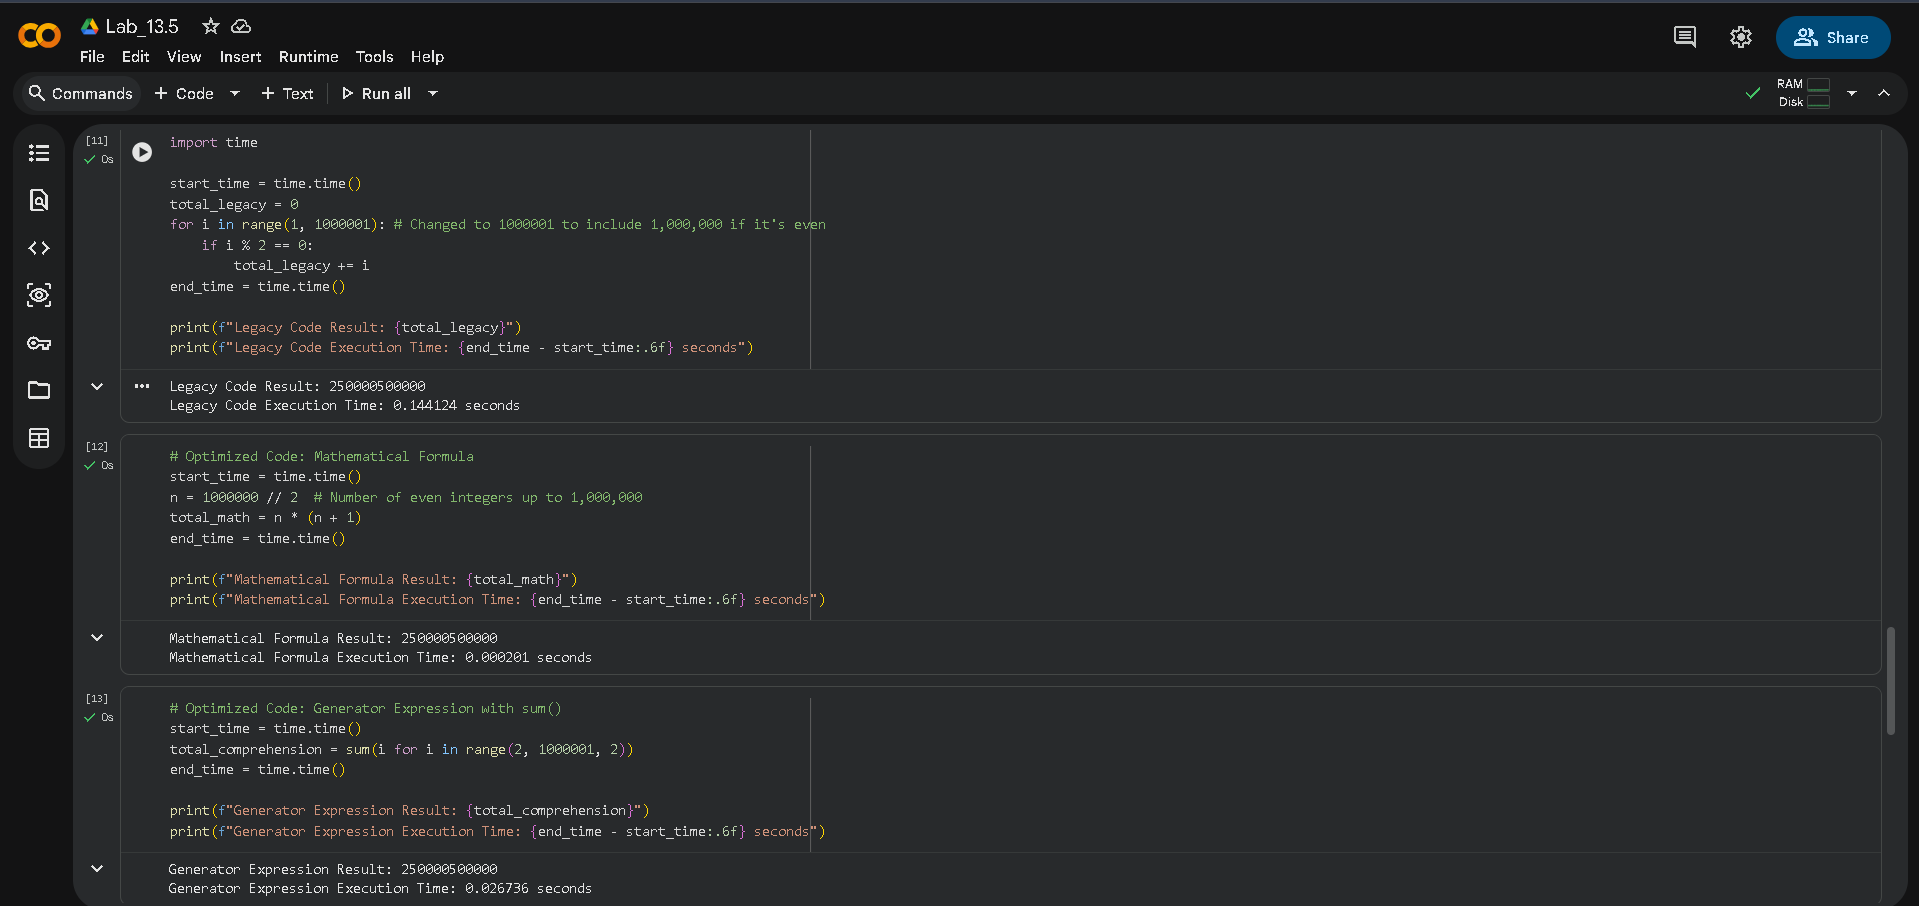 Lab_13.5
File Edit View Insert Runtime Tools Help
Share
Commands + Code + Text Run all
RAM
Disk
[11]
0s
import time
start_time = time.time()
total_legacy = 0
for i in range(1, 1000001): # Changed to 1000001 to include 1,000,000 if it's even
    if i % 2 == 0:
        total_legacy += i
end_time = time.time()
print(f"Legacy Code Result: {total_legacy}")
print(f"Legacy Code Execution Time: {end_time - start_time:.6f} seconds")
Legacy Code Result: 250000500000
Legacy Code Execution Time: 0.144124 seconds
[12]
0s
# Optimized Code: Mathematical Formula
start_time = time.time()
n = 1000000 // 2  # Number of even integers up to 1,000,000
total_math = n * (n + 1)
end_time = time.time()
print(f"Mathematical Formula Result: {total_math}")
print(f"Mathematical Formula Execution Time: {end_time - start_time:.6f} seconds")
Mathematical Formula Result: 250000500000
Mathematical Formula Execution Time: 0.000201 seconds
[13]
0s
# Optimized Code: Generator Expression with sum()
start_time = time.time()
total_comprehension = sum(i for i in range(2, 1000001, 2))
end_time = time.time()
print(f"Generator Expression Result: {total_comprehension}")
print(f"Generator Expression Execution Time: {end_time - start_time:.6f} seconds")
Generator Expression Result: 250000500000
Generator Expression Execution Time: 0.026736 seconds